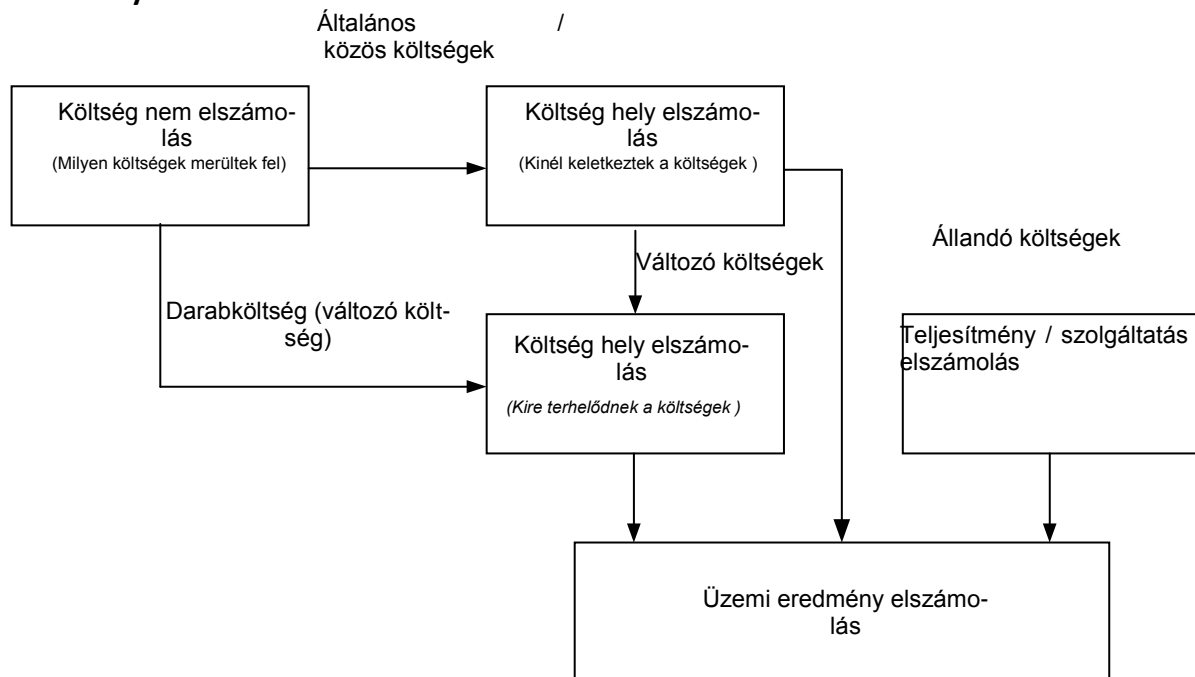 Általános /
közös költségek
Költség nem elszámo-
lás
(Milyen költségek merültek fel)
Költség hely elszámo-
lás
(Kinél keletkeztek a költségek )
Állandó költségek
Változó költségek
Darabköltség (változó költ-
ség)
Költség hely elszámo-
lás
(Kire terhelődnek a költségek )
Teljesítmény / szolgáltatás
elszámolás
Üzemi eredmény elszámo-
lás